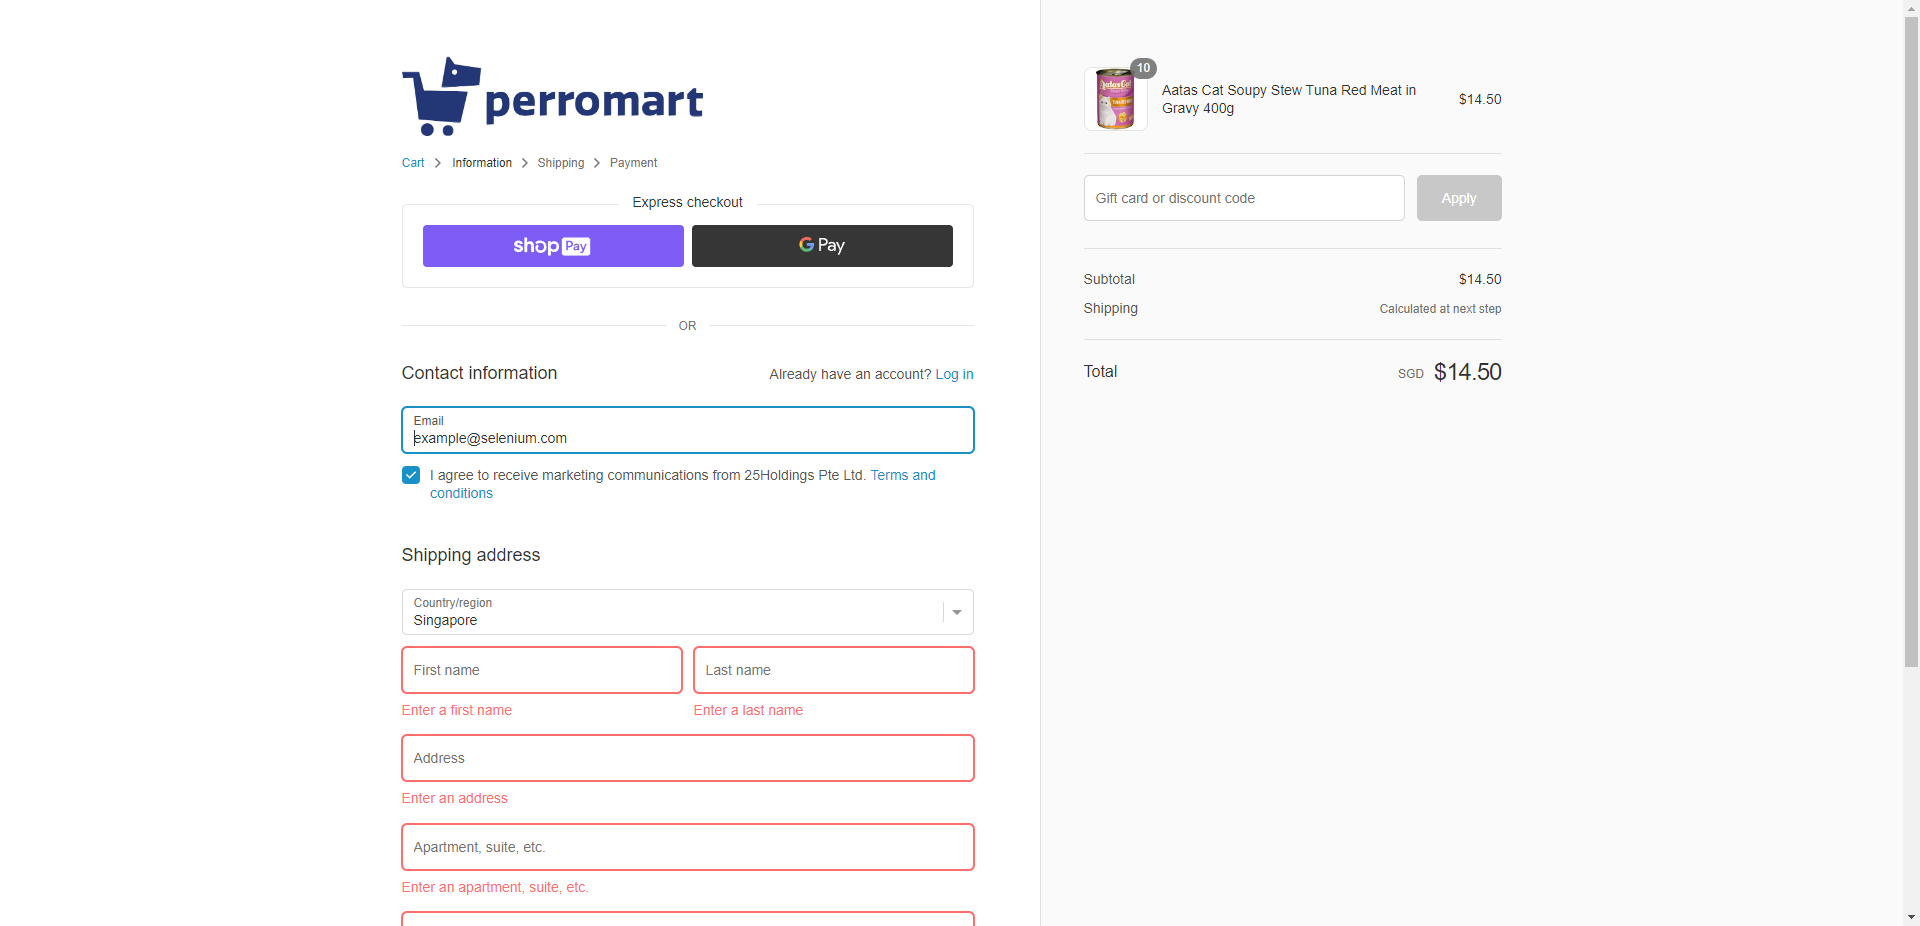 perromart
Cart > Information > Shipping > Payment
Express checkout
shop Pay
G Pay
OR
Contact information
Already have an account? Log in
Email
example@selenium.com
I agree to receive marketing communications from 25Holdings Pte Ltd. Terms and
conditions
Shipping address
Country/region
Singapore
First name
Last name
Enter a first name
Enter a last name
Address
Enter an address
Apartment, suite, etc.
Enter an apartment, suite, etc.
10
Aatas Cat
Aatas Cat Soupy Stew Tuna Red Meat in
Gravy 400g
$14.50
Gift card or discount code
Apply
Subtotal
$14.50
Shipping
Calculated at next step
Total
SGD $14.50